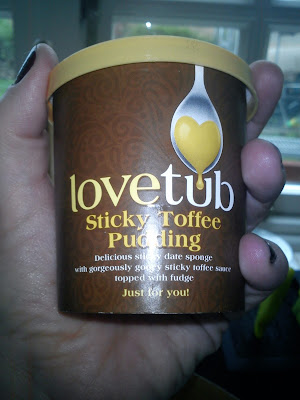 lovetub
Sticky Toffee
Pudding
Delicious sticky date sponge
with gorgeously gooey sticky toffee sauce
topped with fudge
Just for you!